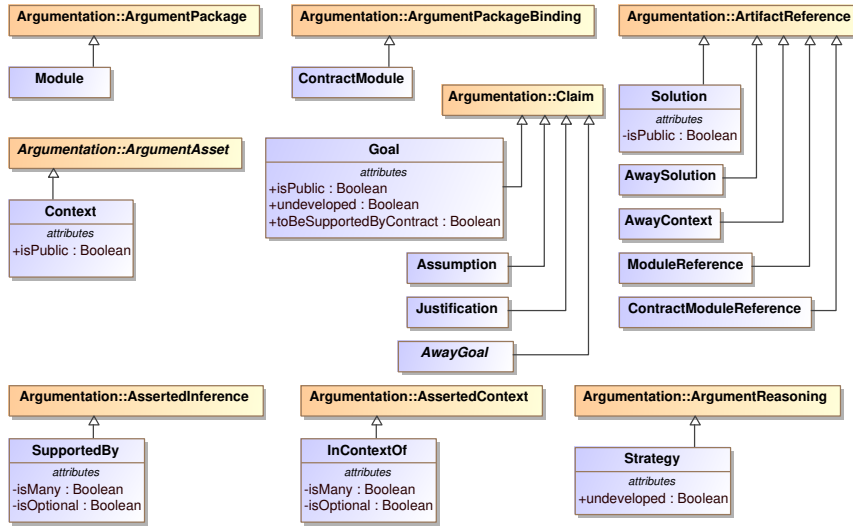 Argumentation::ArgumentPackage
Module
Argumentation::ArgumentPackageBinding
ContractModule
Argumentation::ArtifactReference
Solution
attributes
-isPublic : Boolean
AwaySolution
AwayContext
ModuleReference
ContractModuleReference
Argumentation::Claim
Goal
attributes
+isPublic : Boolean
+undeveloped : Boolean
+toBeSupportedByContract : Boolean
Assumption
Justification
AwayGoal
Argumentation::ArgumentAsset
Context
attributes
+isPublic : Boolean
Argumentation::AssertedInference
SupportedBy
attributes
-isMany : Boolean
-isOptional : Boolean
Argumentation::AssertedContext
InContextOf
attributes
-isMany : Boolean
-isOptional : Boolean
Argumentation::ArgumentReasoning
Strategy
attributes
+undeveloped : Boolean